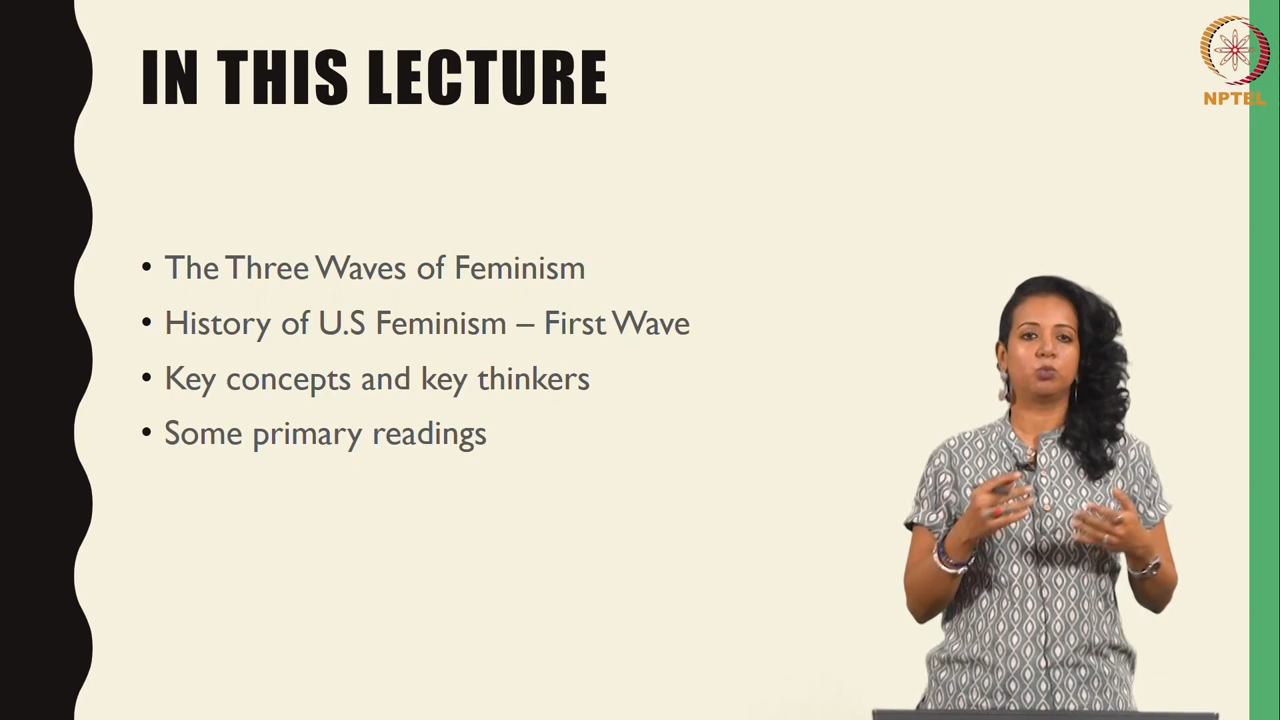 IN THIS LECTURE
NPTEL
• The Three Waves of Feminism
• History of U.S Feminism – First Wave
• Key concepts and key thinkers
• Some primary readings